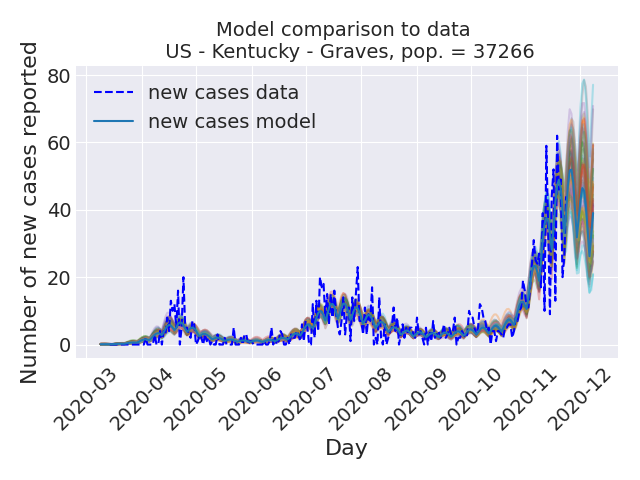 Model comparison to data
US - Kentucky - Graves, pop. = 37266
Number of new cases reported
80
60
40
20
0
new cases data
new cases model
2020-03
2020-04
2020-05
2020-06
2020-07
2020-08
2020-09
2020-10
2020-11
2020-12
Day